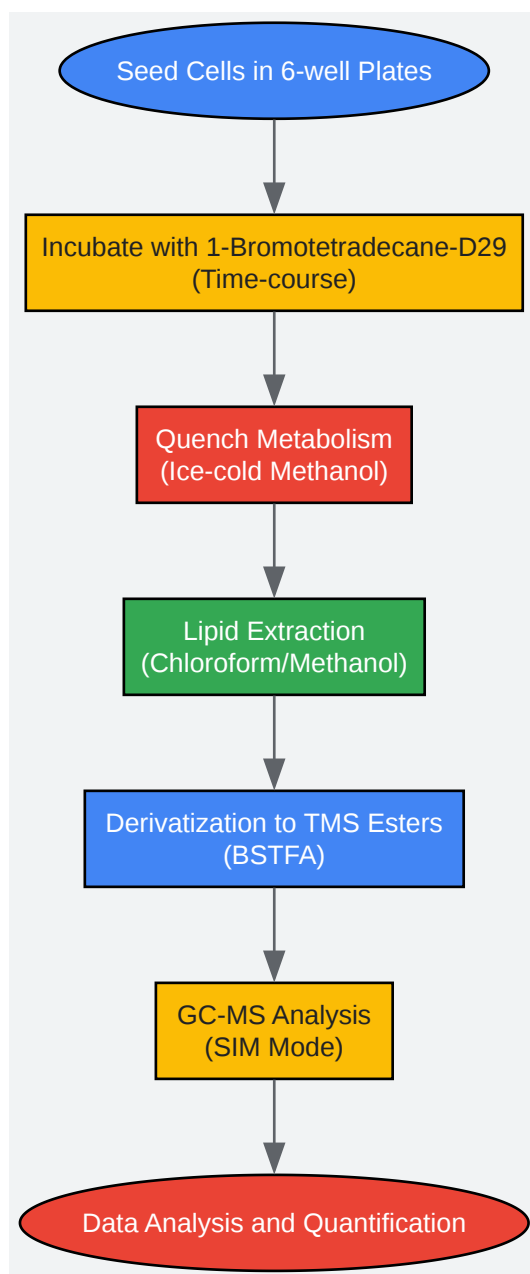 Seed Cells in 6-well Plates
Incubate with 1-Bromotetradecane-D29
(Time-course)
Quench Metabolism
(Ice-cold Methanol)
Lipid Extraction
(Chloroform/Methanol)
Derivatization to TMS Esters
(BSTFA)
GC-MS Analysis
(SIM Mode)
Data Analysis and Quantification